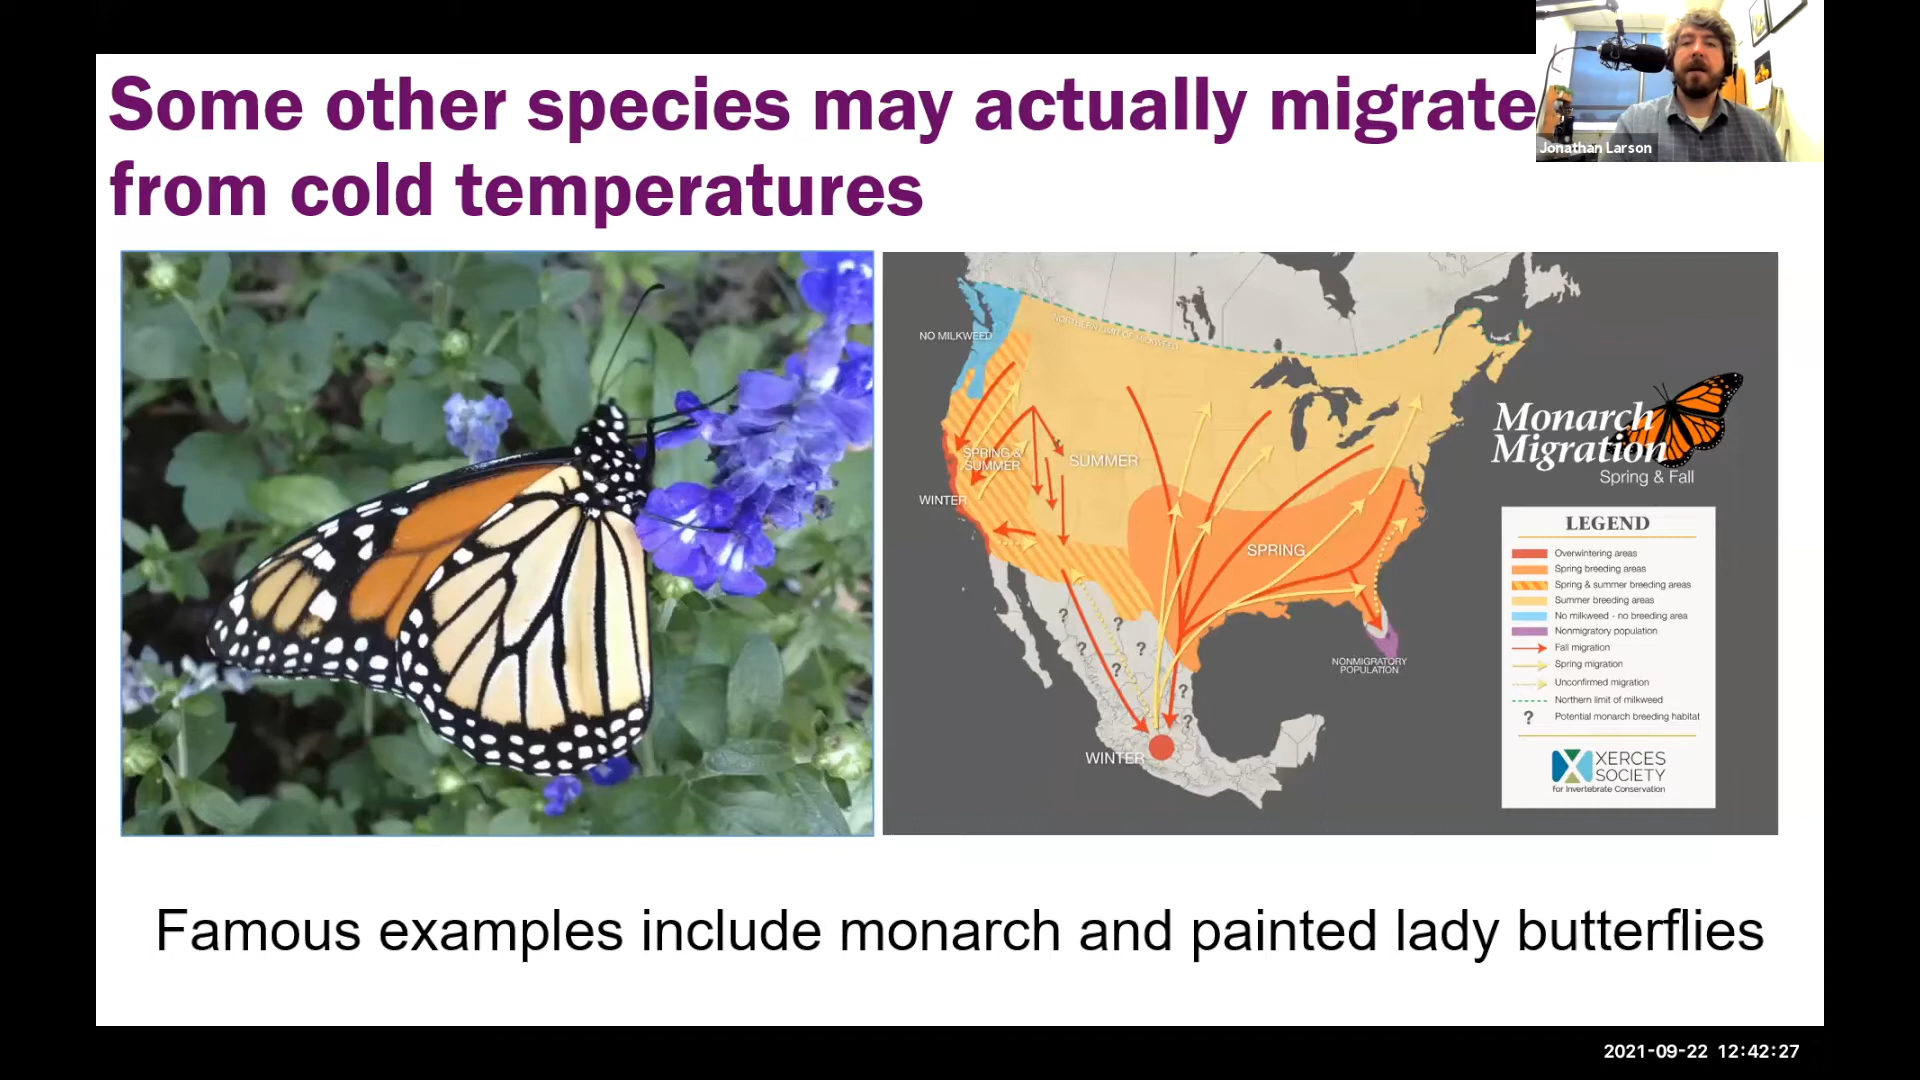 Some other species may actually migrate
from cold temperatures
Jonathan Larson
NO MILKWEED
NORTHERN LIMIT OF MILKWEED
SPRING &
SUMMER
SUMMER
WINTER
SPRING
NONMIGRATORY
POPULATION
WINTER
?
?
?
?
?
?
?
Monarch
Migration
Spring & Fall
LEGEND
Overwintering areas
Spring breeding areas
Spring & summer breeding areas
Summer breeding areas
No milkweed - no breeding area
Nonmigratory population
Fall migration
Spring migration
Unconfirmed migration
Northern limit of milkweed
? Potential monarch breeding habitat
XERCES
SOCIETY
for Invertebrate Conservation
Famous examples include monarch and painted lady butterflies
2021-09-22 12:42:27